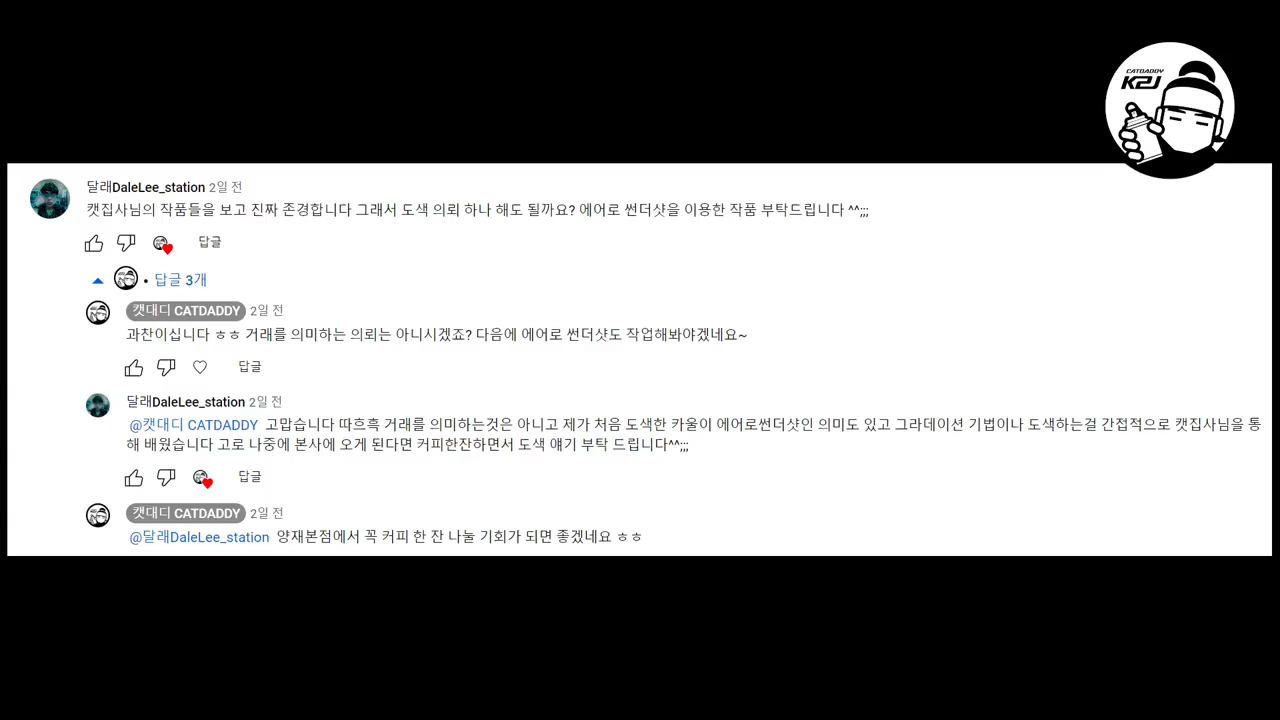 CATDADDY
K2J
달래DaleLee_station 2일 전
캣집사님의 작품들을 보고 진짜 존경합니다 그래서 도색 의뢰 하나 해도 될까요? 에어로 썬더샷을 이용한 작품 부탁드립니다 ^^;;;
답글
• 답글 3개
캣대디 CATDADDY 2일 전
과찬이십니다 ㅎㅎ 거래를 의미하는 의뢰는 아니시겠죠? 다음에 에어로 썬더샷도 작업해봐야겠네요~
답글
달래DaleLee_station 2일 전
@캣대디 CATDADDY 고맙습니다 따흐흑 거래를 의미하는것은 아니고 제가 처음 도색한 카울이 에어로썬더샷인 의미도 있고 그라데이션 기법이나 도색하는걸 간접적으로 캣집사님을 통
해 배웠습니다 고로 나중에 본사에 오게 된다면 커피한잔하면서 도색 얘기 부탁 드립니다^^;;;
답글
캣대디 CATDADDY 2일 전
@달래DaleLee_station 양재본점에서 꼭 커피 한 잔 나눌 기회가 되면 좋겠네요 ㅎㅎ